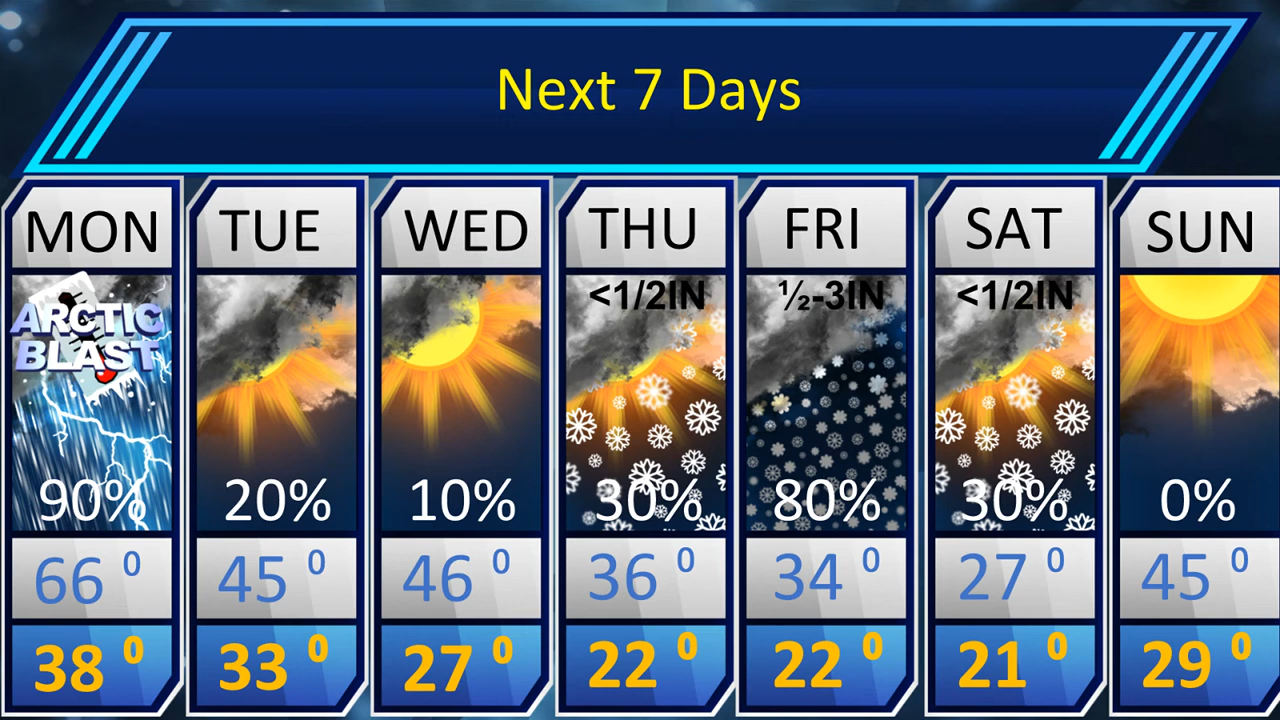 Next 7 Days
MON
TUE
WED
THU
FRI
SAT
SUN
ARCTIC
BLAST
<1/2IN
½-3IN
<1/2IN
90%
20%
10%
30%
80%
30%
0%
66 ⁰
45 ⁰
46 ⁰
36 ⁰
34 ⁰
27 ⁰
45 ⁰
38 ⁰
33 ⁰
27 ⁰
22 ⁰
22 ⁰
21 ⁰
29 ⁰